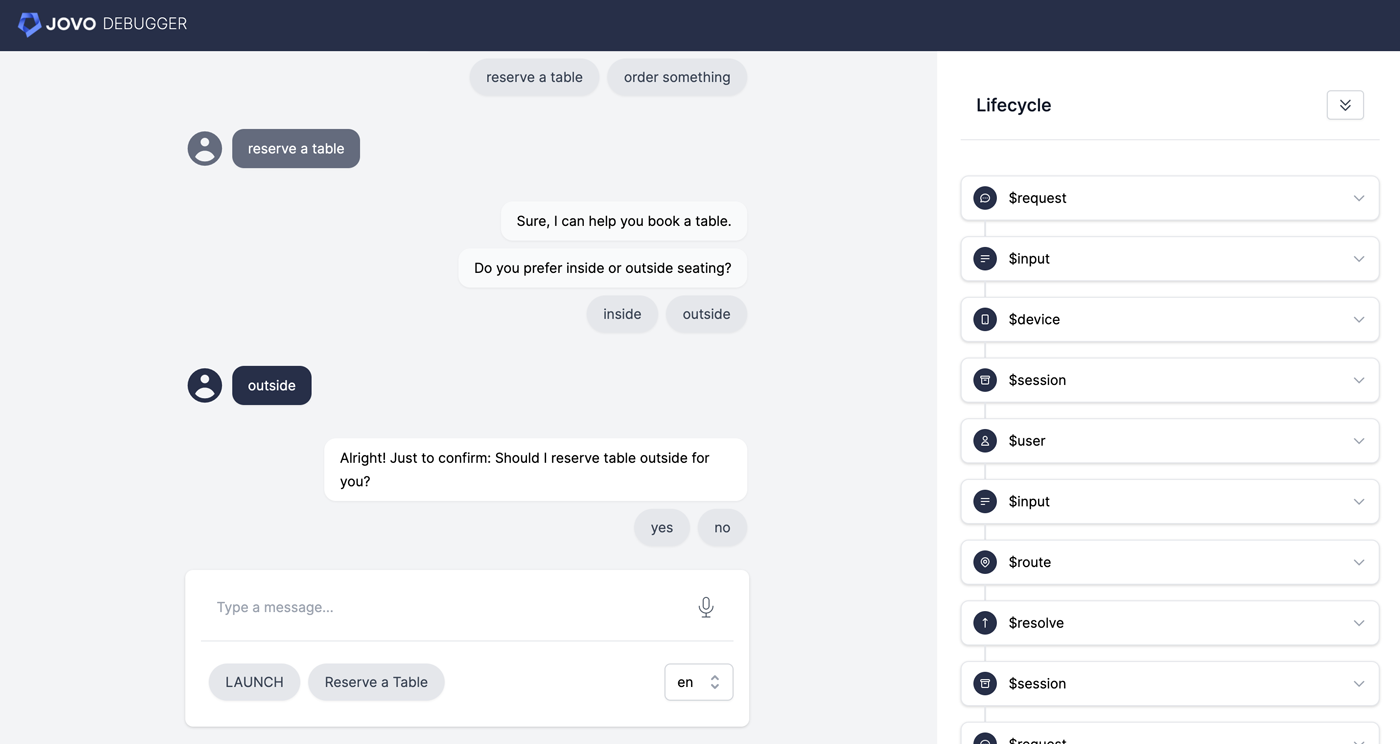 JOVO DEBUGGER
reserve a table
order something
reserve a table
Sure, I can help you book a table.
Do you prefer inside or outside seating?
inside
outside
outside
Alright! Just to confirm: Should I reserve table outside for
you?
yes
no
Type a message...
LAUNCH
Reserve a Table
en
Lifecycle
$request
$input
$device
$session
$user
$input
$route
$resolve
$session
$request